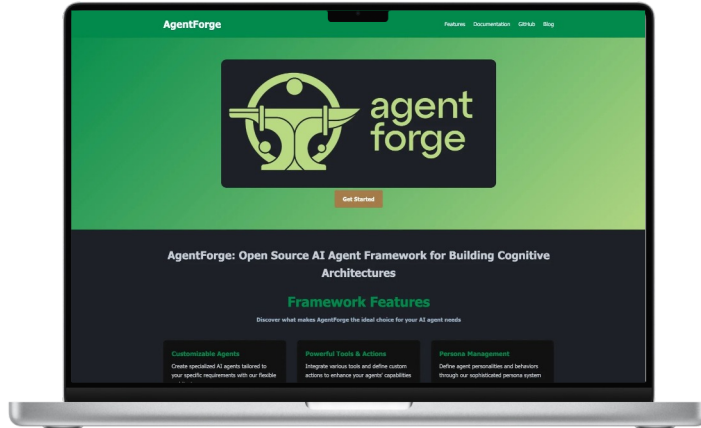 AgentForge
Features Documentation GitHub Blog
agent
forge
Get Started
AgentForge: Open Source AI Agent Framework for Building Cognitive
Architectures
Framework Features
Discover what makes AgentForge the ideal choice for your AI agent needs
Customizable Agents
Create specialized AI agents tailored to
your specific requirements with our flexible
Powerful Tools & Actions
Integrate various tools and define custom
actions to enhance your agents' capabilities
Persona Management
Define agent personalities and behaviors
through our sophisticated persona system